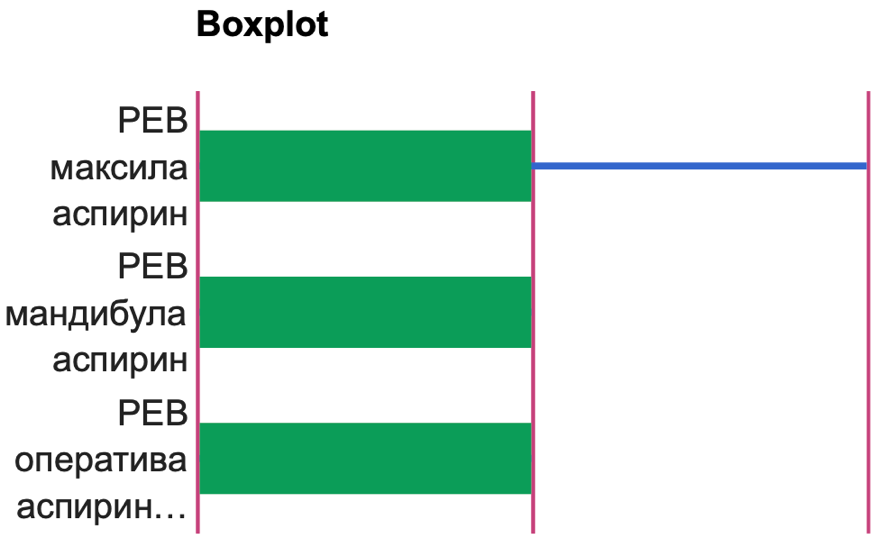 Boxplot
РЕВ
максила
аспирин
РЕВ
мандибула
аспирин
РЕВ
оператива
аспирин…